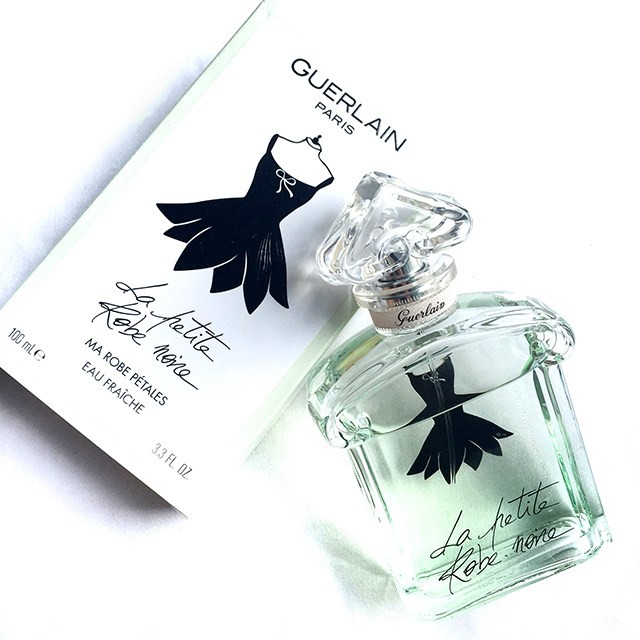 GUERLAIN
PARIS
La petite
Robe noire
MA ROBE PÉTALES
EAU FRAÎCHE
100 mL ℮
3.3 FL. OZ.
Guerlain
La petite
Robe noire